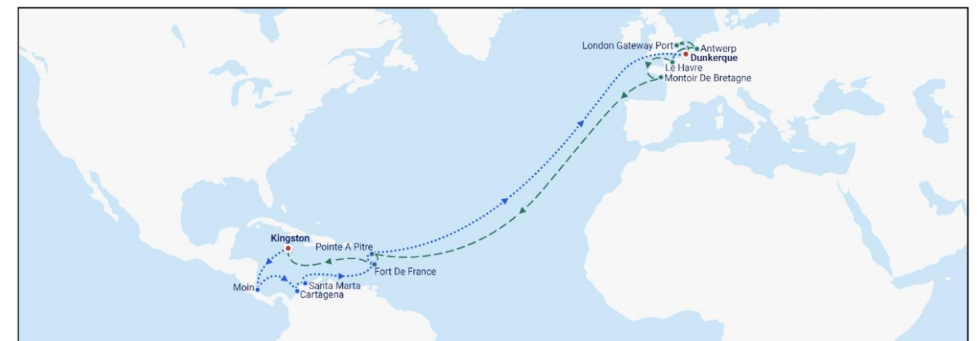 London Gateway Port
Antwerp
Dunkerque
Le Havre
Montoir De Bretagne
Kingston
Pointe A Pitre
Fort De France
Moin
Santa Marta
Cartagena